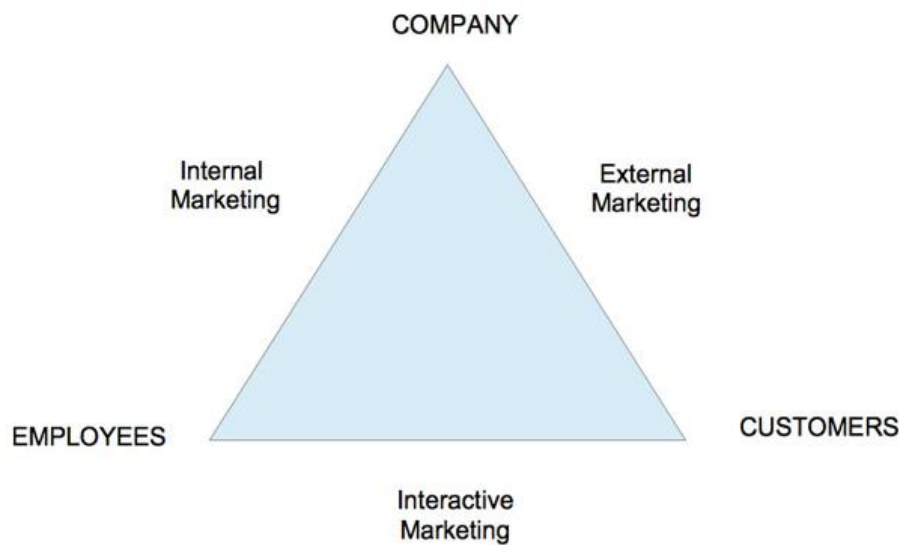 COMPANY
Internal
Marketing
External
Marketing
EMPLOYEES
CUSTOMERS
Interactive
Marketing